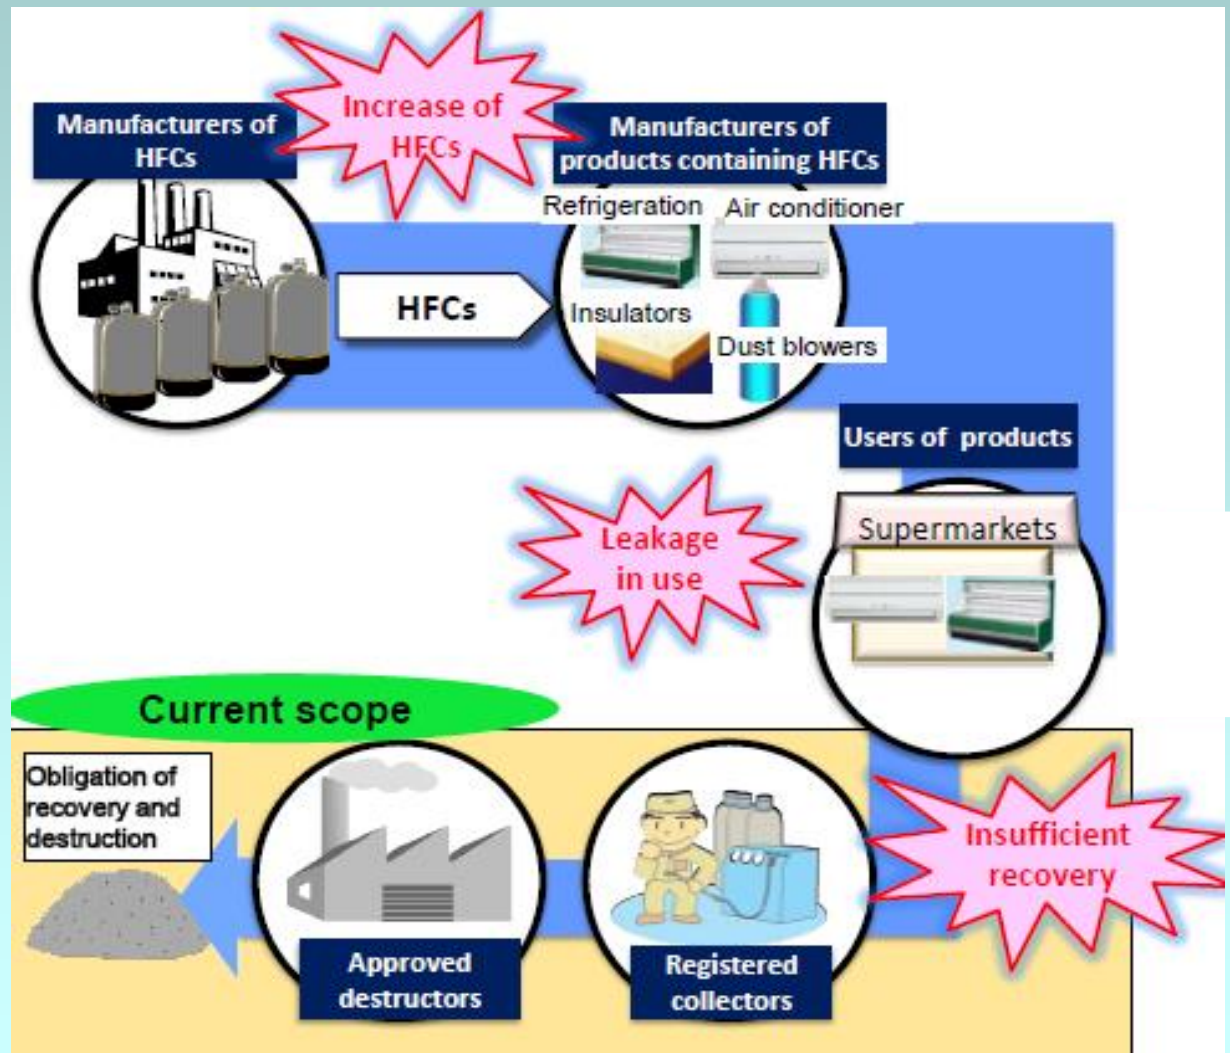 Increase of
HFCs
Manufacturers of
HFCs
Manufacturers of
products containing HFCs
Refrigeration
Air conditioner
HFCs
Insulators
Dust blowers
Users of products
Supermarkets
Leakage
in use
Current scope
Obligation of
recovery and
destruction
Insufficient
recovery
Approved
destructors
Registered
collectors